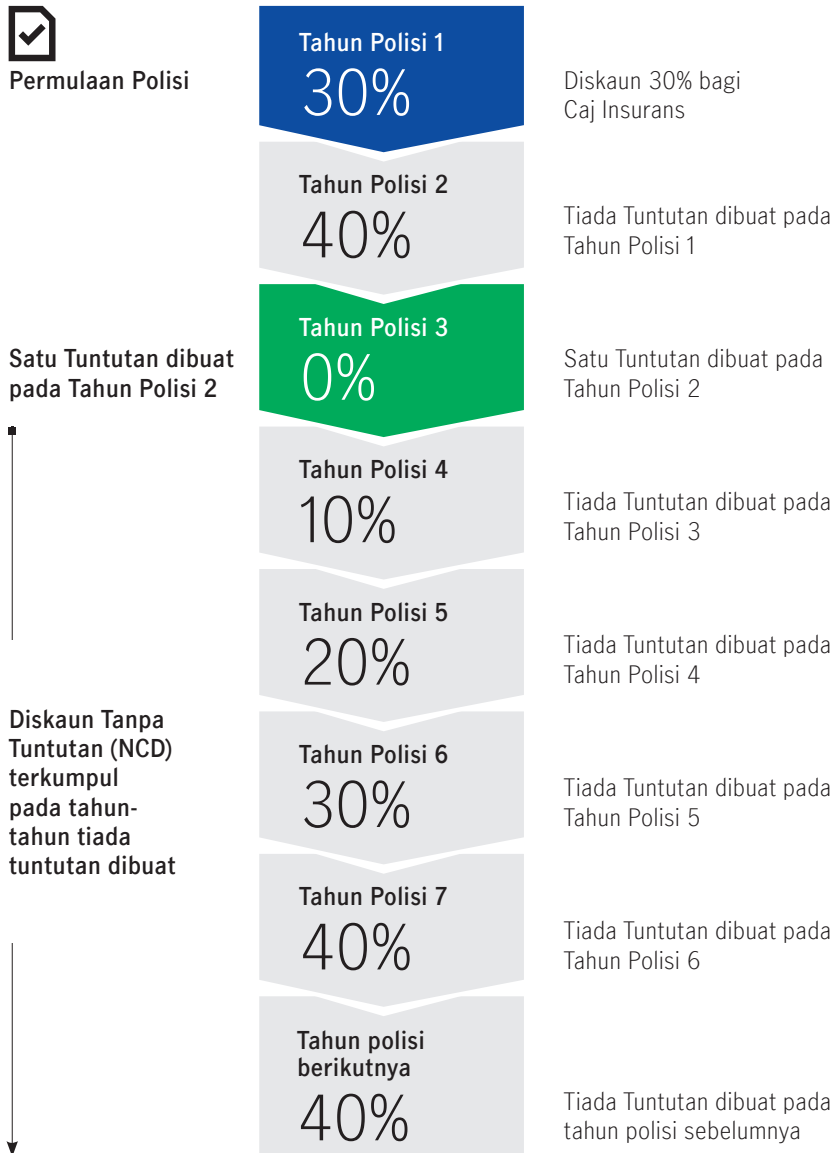 Permulaan Polisi
Tahun Polisi 1
30%
Diskaun 30% bagi
Caj Insurans
Tahun Polisi 2
40%
Tiada Tuntutan dibuat pada
Tahun Polisi 1
Satu Tuntutan dibuat
pada Tahun Polisi 2
Tahun Polisi 3
0%
Satu Tuntutan dibuat pada
Tahun Polisi 2
Tahun Polisi 4
10%
Tiada Tuntutan dibuat pada
Tahun Polisi 3
Tahun Polisi 5
20%
Tiada Tuntutan dibuat pada
Tahun Polisi 4
Diskaun Tanpa
Tuntutan (NCD)
terkumpul
pada tahun-
tahun tiada
tuntutan dibuat
Tahun Polisi 6
30%
Tiada Tuntutan dibuat pada
Tahun Polisi 5
Tahun Polisi 7
40%
Tiada Tuntutan dibuat pada
Tahun Polisi 6
Tahun polisi
berikutnya
40%
Tiada Tuntutan dibuat pada
tahun polisi sebelumnya